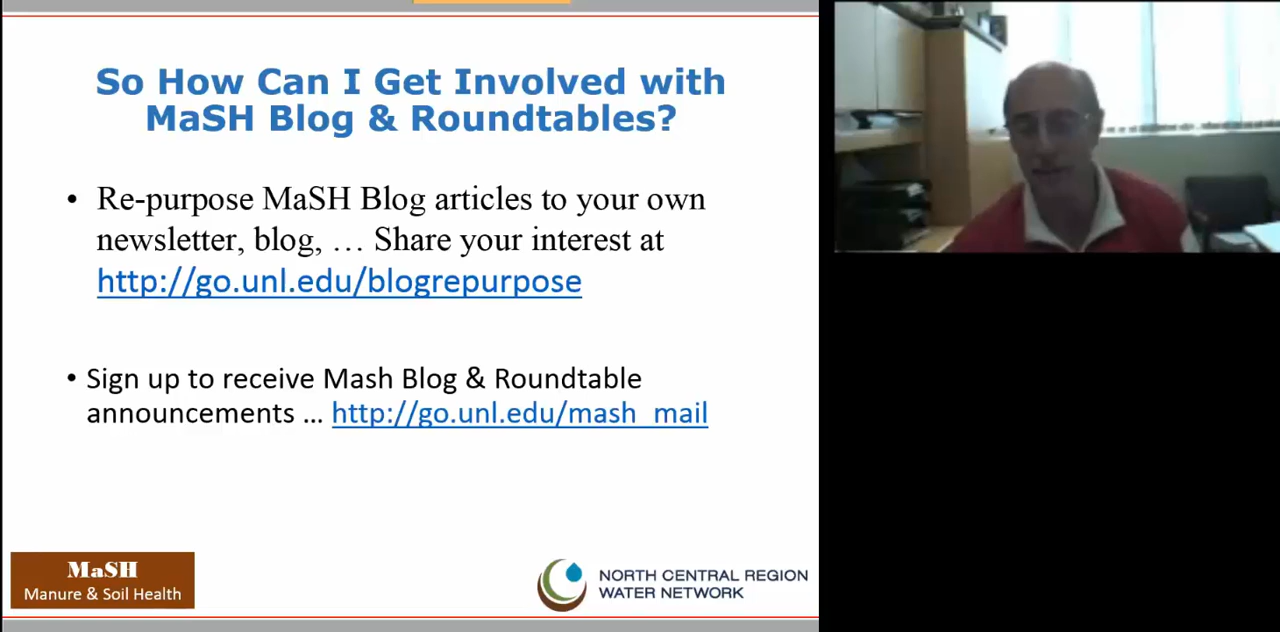 So How Can I Get Involved with
MaSH Blog & Roundtables?
• Re-purpose MaSH Blog articles to your own
newsletter, blog, … Share your interest at
http://go.unl.edu/blogrepurpose
• Sign up to receive Mash Blog & Roundtable
announcements … http://go.unl.edu/mash_mail
MaSH
Manure & Soil Health
NORTH CENTRAL REGION
WATER NETWORK